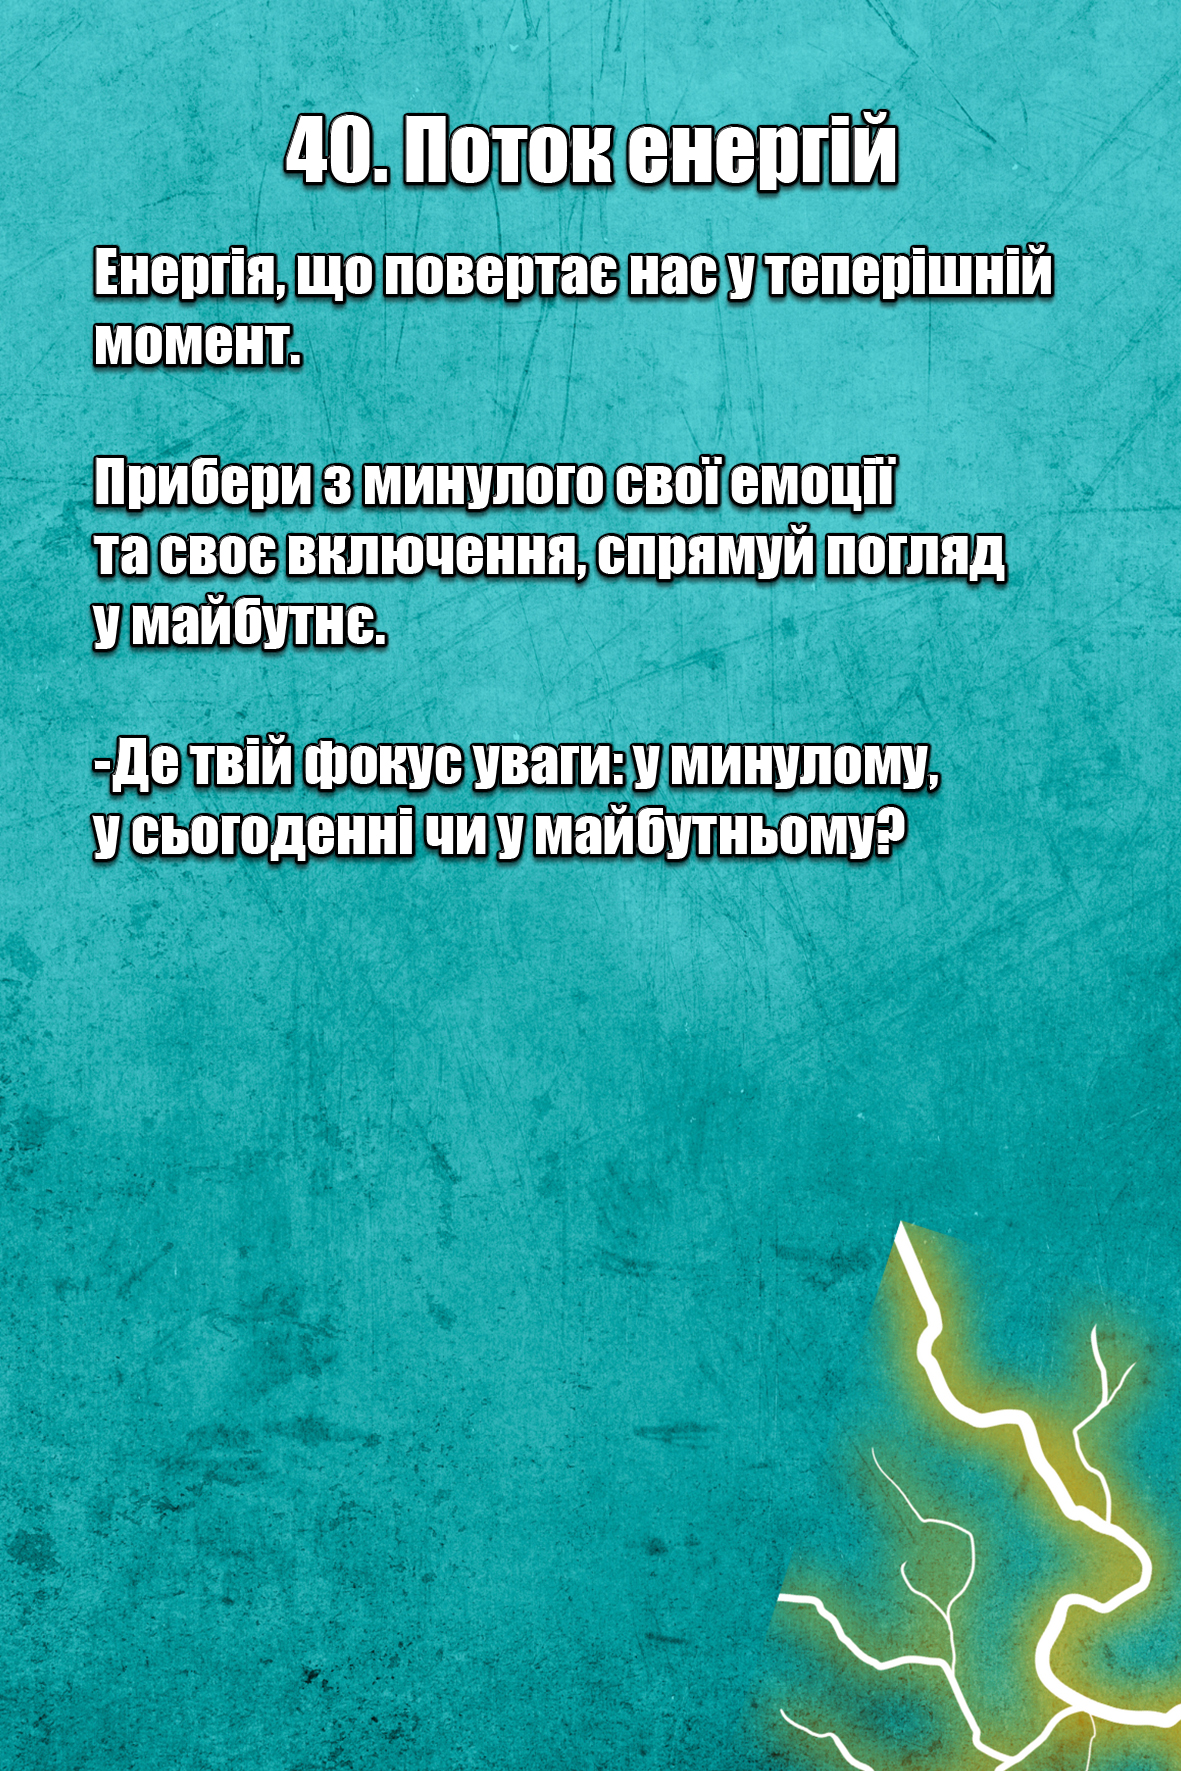 40. Поток енергій
Енергія, що повертає нас у теперішній
момент.
Прибери з минулого свої емоції
та своє включення, спрямуй погляд
у майбутнє.
-Де твій фокус уваги: у минулому,
у сьогоденні чи у майбутньому?